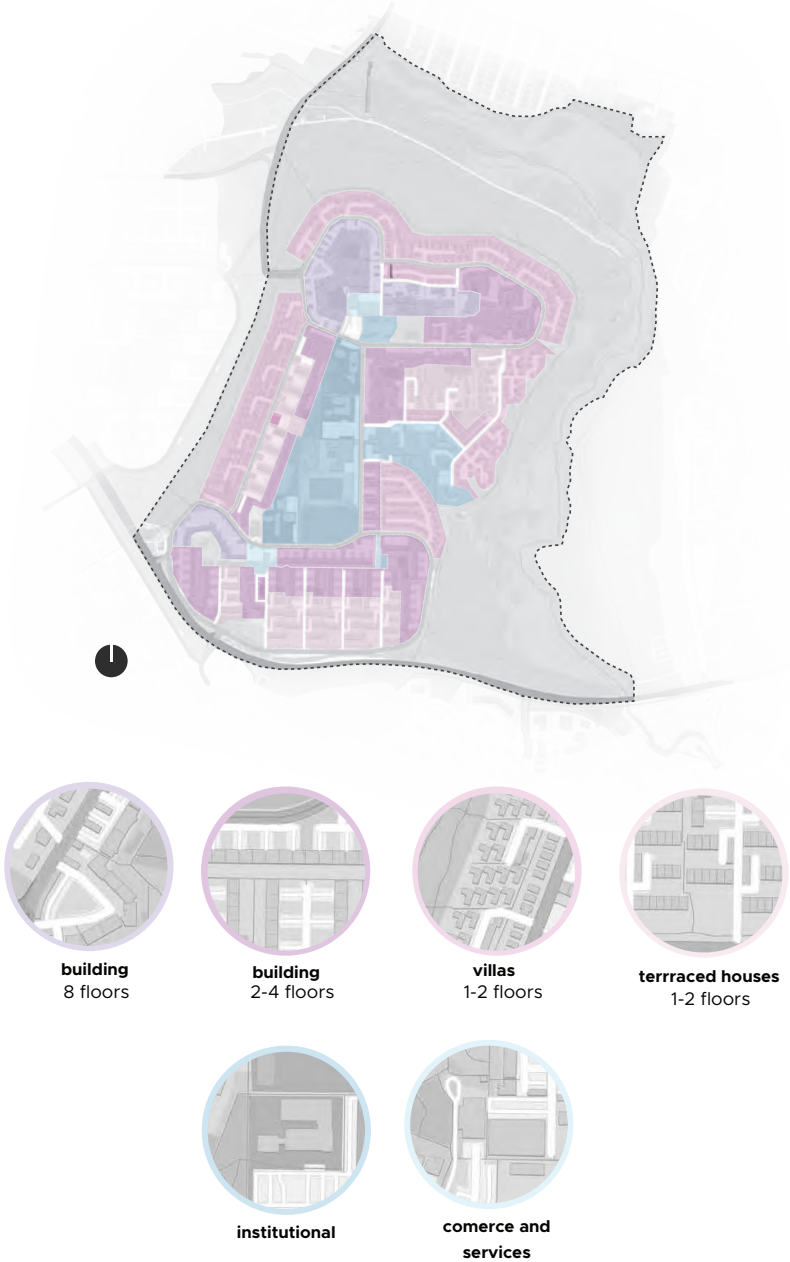 building
8 floors
building
2-4 floors
villas
1-2 floors
terrraced houses
1-2 floors
institutional
comerce and
services